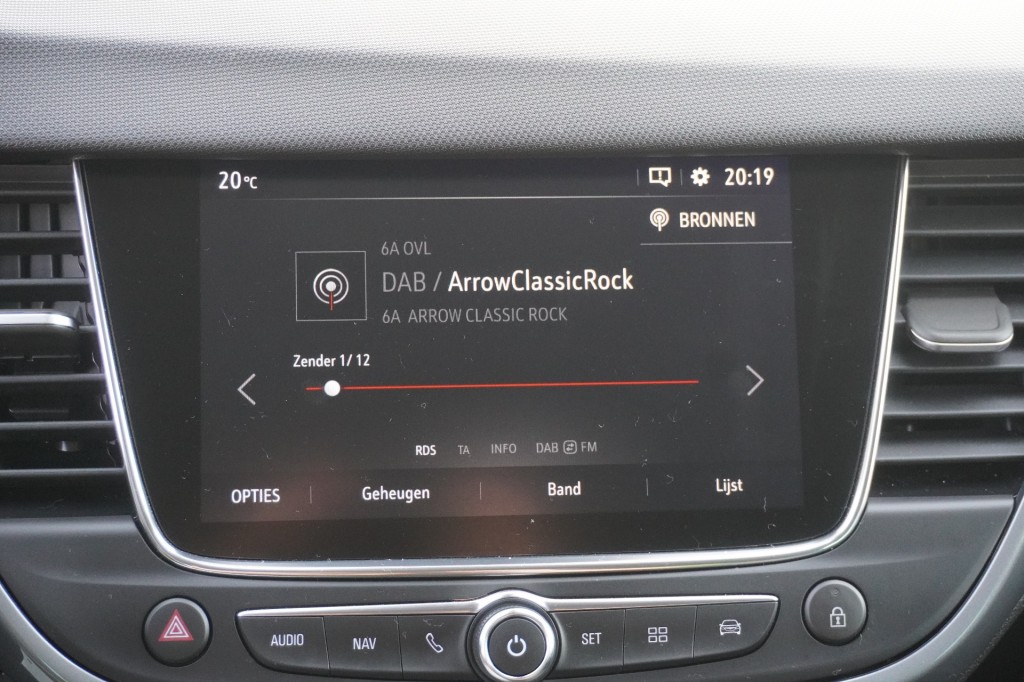 20°C 20:19
BRONNEN
6A OVL
DAB / ArrowClassicRock
6A ARROW CLASSIC ROCK
Zender 1/ 12
RDS TA INFO DAB FM
OPTIES Geheugen Band Lijst
AUDIO NAV SET